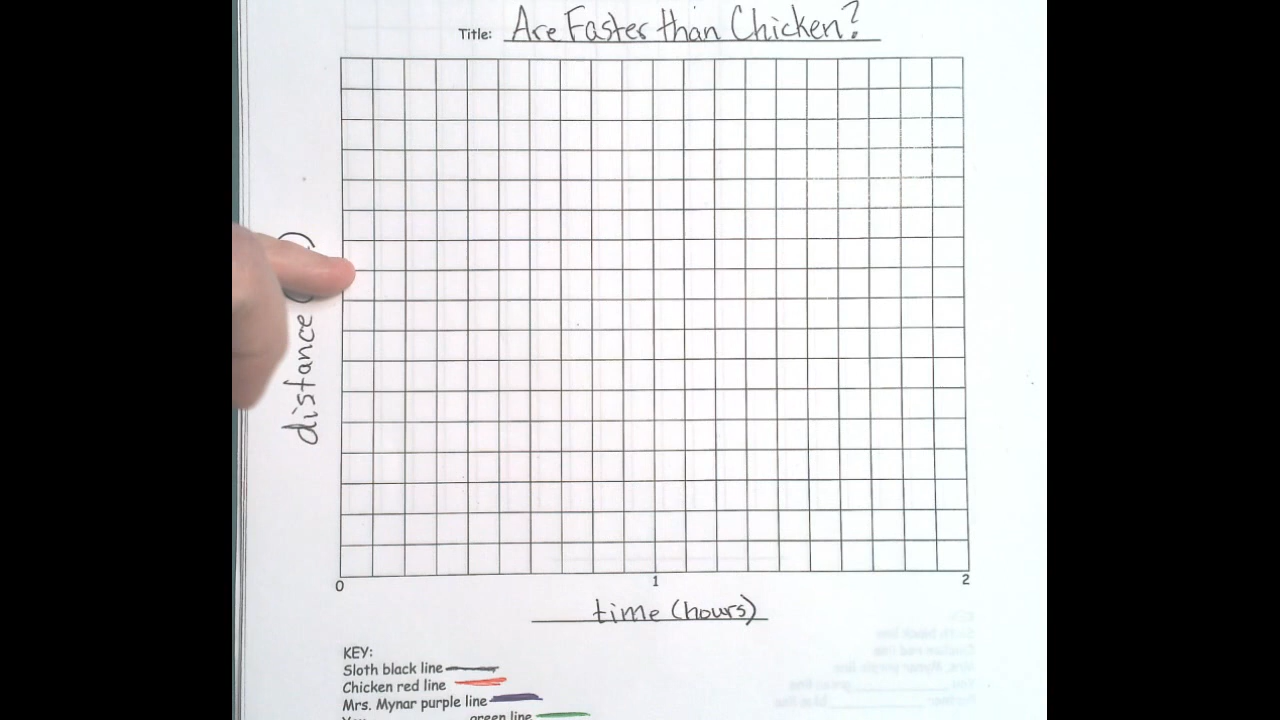 Title: Are Faster than Chicken?
distance
0 1 2
time (hours)
KEY:
Sloth black line
Chicken red line
Mrs. Mynar purple line
You green line